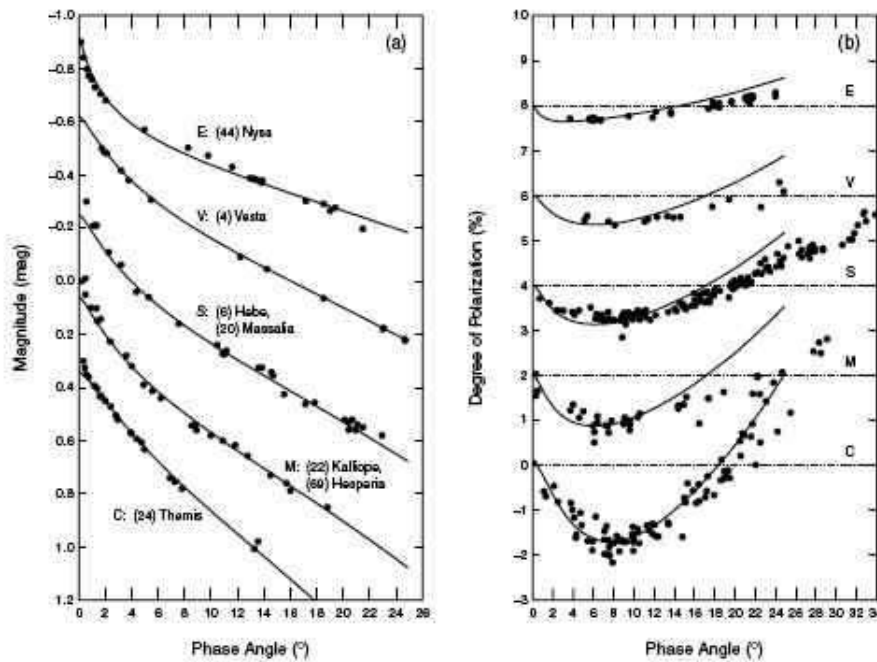 (a)
Magnitude (mag)
–1.0
–0.8
–0.6
–0.4
–0.2
0.0
0.2
0.4
0.6
0.8
1.0
1.2
E: (44) Nysa
V: (4) Vesta
S: (6) Hebe,
(20) Massalia
M: (22) Kalliope,
(69) Hesperia
C: (24) Themis
0 2 4 6 8 10 12 14 16 18 20 22 24 26
Phase Angle (°)
(b)
Degree of Polarization (%)
10
9
8
7
6
5
4
3
2
1
0
–1
–2
–3
E
V
S
M
C
0 2 4 6 8 10 12 14 16 18 20 22 24 26 28 30 32 34
Phase Angle (°)